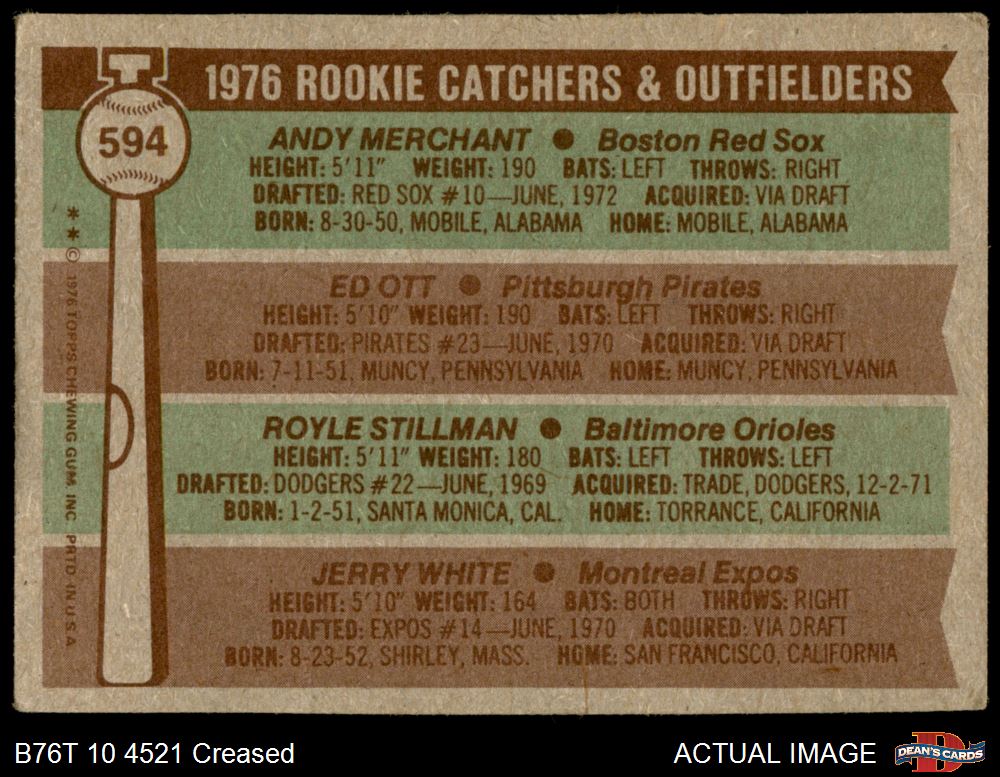 1976 ROOKIE CATCHERS & OUTFIELDERS
594
ANDY MERCHANT ● Boston Red Sox
HEIGHT: 5'11" WEIGHT: 190 BATS: LEFT THROWS: RIGHT
DRAFTED: RED SOX #10—JUNE, 1972 ACQUIRED: VIA DRAFT
BORN: 8-30-50, MOBILE, ALABAMA HOME: MOBILE, ALABAMA
ED OTT ● Pittsburgh Pirates
HEIGHT: 5'10" WEIGHT: 190 BATS: LEFT THROWS: RIGHT
DRAFTED: PIRATES #23—JUNE, 1970 ACQUIRED: VIA DRAFT
BORN: 7-11-51, MUNCY, PENNSYLVANIA HOME: MUNCY, PENNSYLVANIA
ROYLE STILLMAN ● Baltimore Orioles
HEIGHT: 5'11" WEIGHT: 180 BATS: LEFT THROWS: LEFT
DRAFTED: DODGERS #22—JUNE, 1969 ACQUIRED: TRADE, DODGERS, 12-2-71
BORN: 1-2-51, SANTA MONICA, CAL. HOME: TORRANCE, CALIFORNIA
JERRY WHITE ● Montreal Expos
HEIGHT: 5'10" WEIGHT: 164 BATS: BOTH THROWS: RIGHT
DRAFTED: EXPOS #14—JUNE, 1970 ACQUIRED: VIA DRAFT
BORN: 8-23-52, SHIRLEY, MASS. HOME: SAN FRANCISCO, CALIFORNIA
** © 1976 TOPPS CHEWING GUM, INC. PRTD. IN U.S.A.
B76T 10 4521 Creased
ACTUAL IMAGE
DEAN'S CARDS